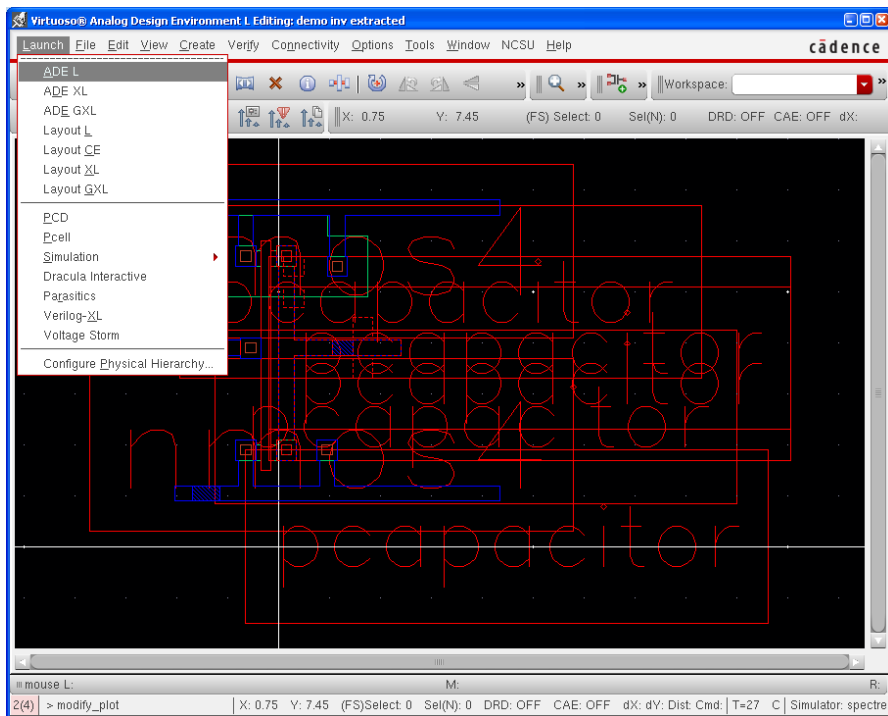 Virtuoso® Analog Design Environment L Editing: demo inv extracted
Launch File Edit View Create Verify Connectivity Options Tools Window NCSU Help cādence
ADE L
ADE XL
ADE GXL
Layout L
Layout CE
Layout XL
Layout GXL
PCD
Pcell
Simulation
Dracula Interactive
Parasitics
Verilog-XL
Voltage Storm
Configure Physical Hierarchy...
» » » Workspace: »
X: 0.75 Y: 7.45 (FS) Select: 0 Sel(N): 0 DRD: OFF CAE: OFF dX:
s4
pcapacitor
pcapacitor
pcapacitor
nmos4
pcapacitor
mouse L: M: R:
2(4) > modify_plot X: 0.75 Y: 7.45 (FS)Select: 0 Sel(N): 0 DRD: OFF CAE: OFF dX: dY: Dist: Cmd: T=27 C Simulator: spectre